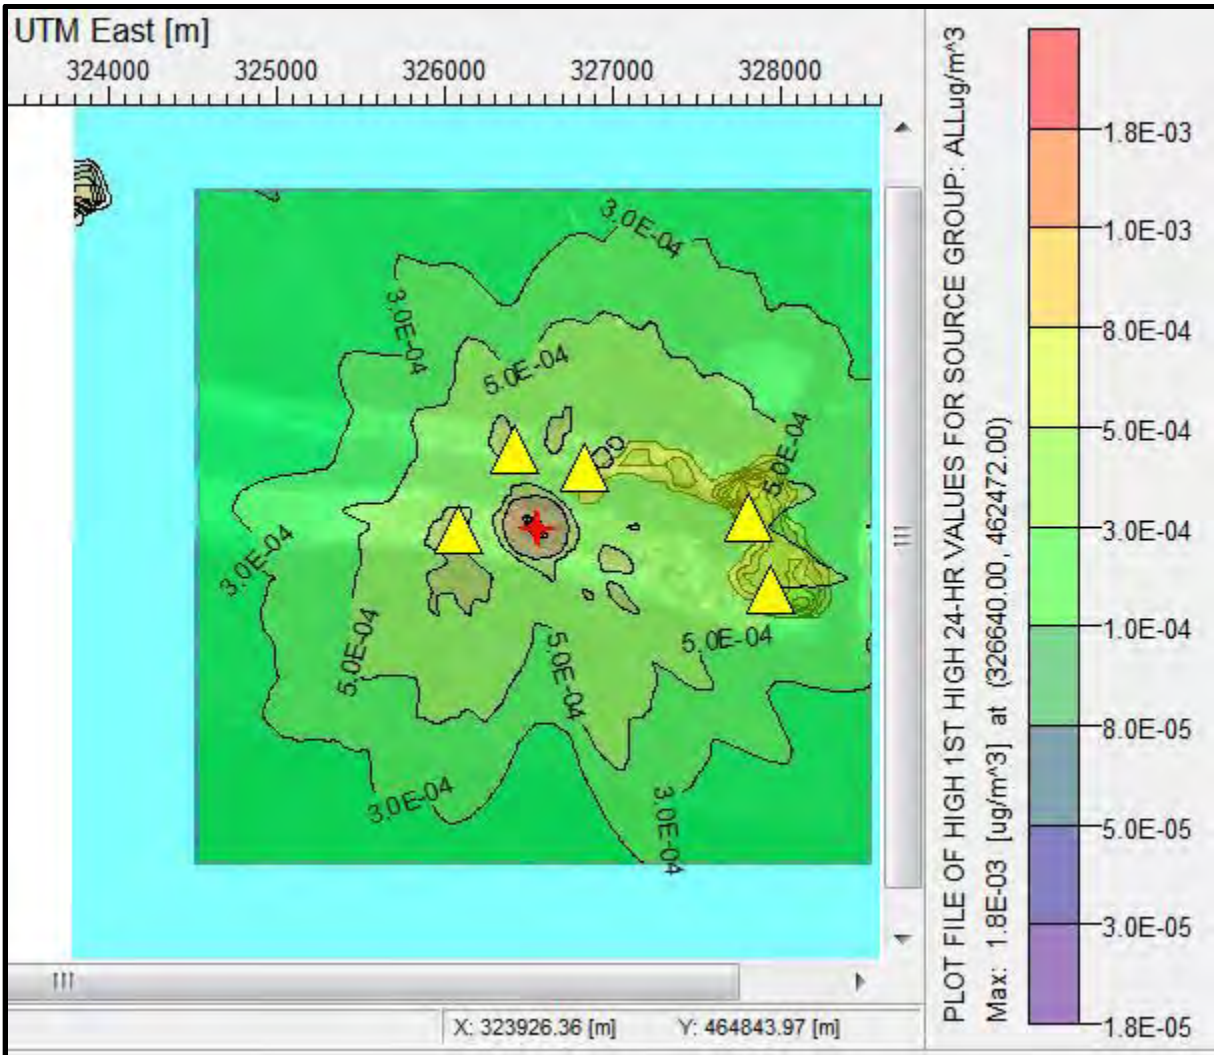 UTM East [m]
324000 325000 326000 327000 328000
3.0E-04
3.0E-04
5.0E-04
5.0E-04
3.0E-04
5.0E-04
5.0E-04
5.0E-04
3.0E-04
3.0E-04
X: 323926.36 [m] Y: 464843.97 [m]
PLOT FILE OF HIGH 1ST HIGH 24-HR VALUES FOR SOURCE GROUP: ALLug/m^3
Max: 1.8E-03 [ug/m^3] at (326640.00, 462472.00)
1.8E-03
1.0E-03
8.0E-04
5.0E-04
3.0E-04
1.0E-04
8.0E-05
5.0E-05
3.0E-05
1.8E-05